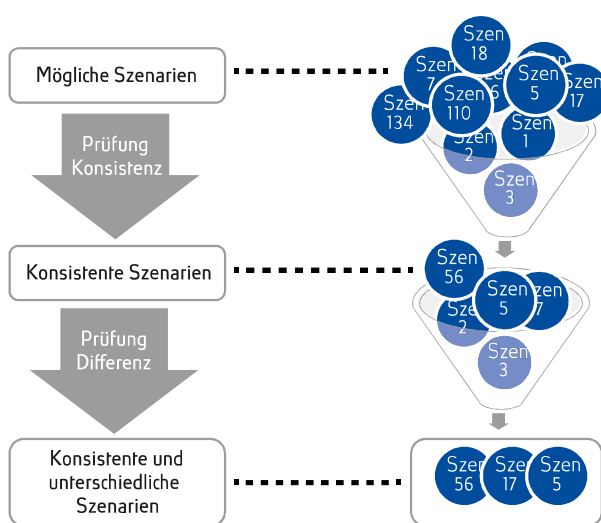 Mögliche Szenarien
Prüfung
Konsistenz
Konsistente Szenarien
Prüfung
Differenz
Konsistente und
unterschiedliche
Szenarien
Szen
18
Szen
7
6
Szen
5
17
Szen
134
Szen
110
Szen
1
Szen
2
Szen
3
Szen
56
Szen
5
Szen
7
Szen
2
Szen
3
Szen
56
Szen
17
Szen
5